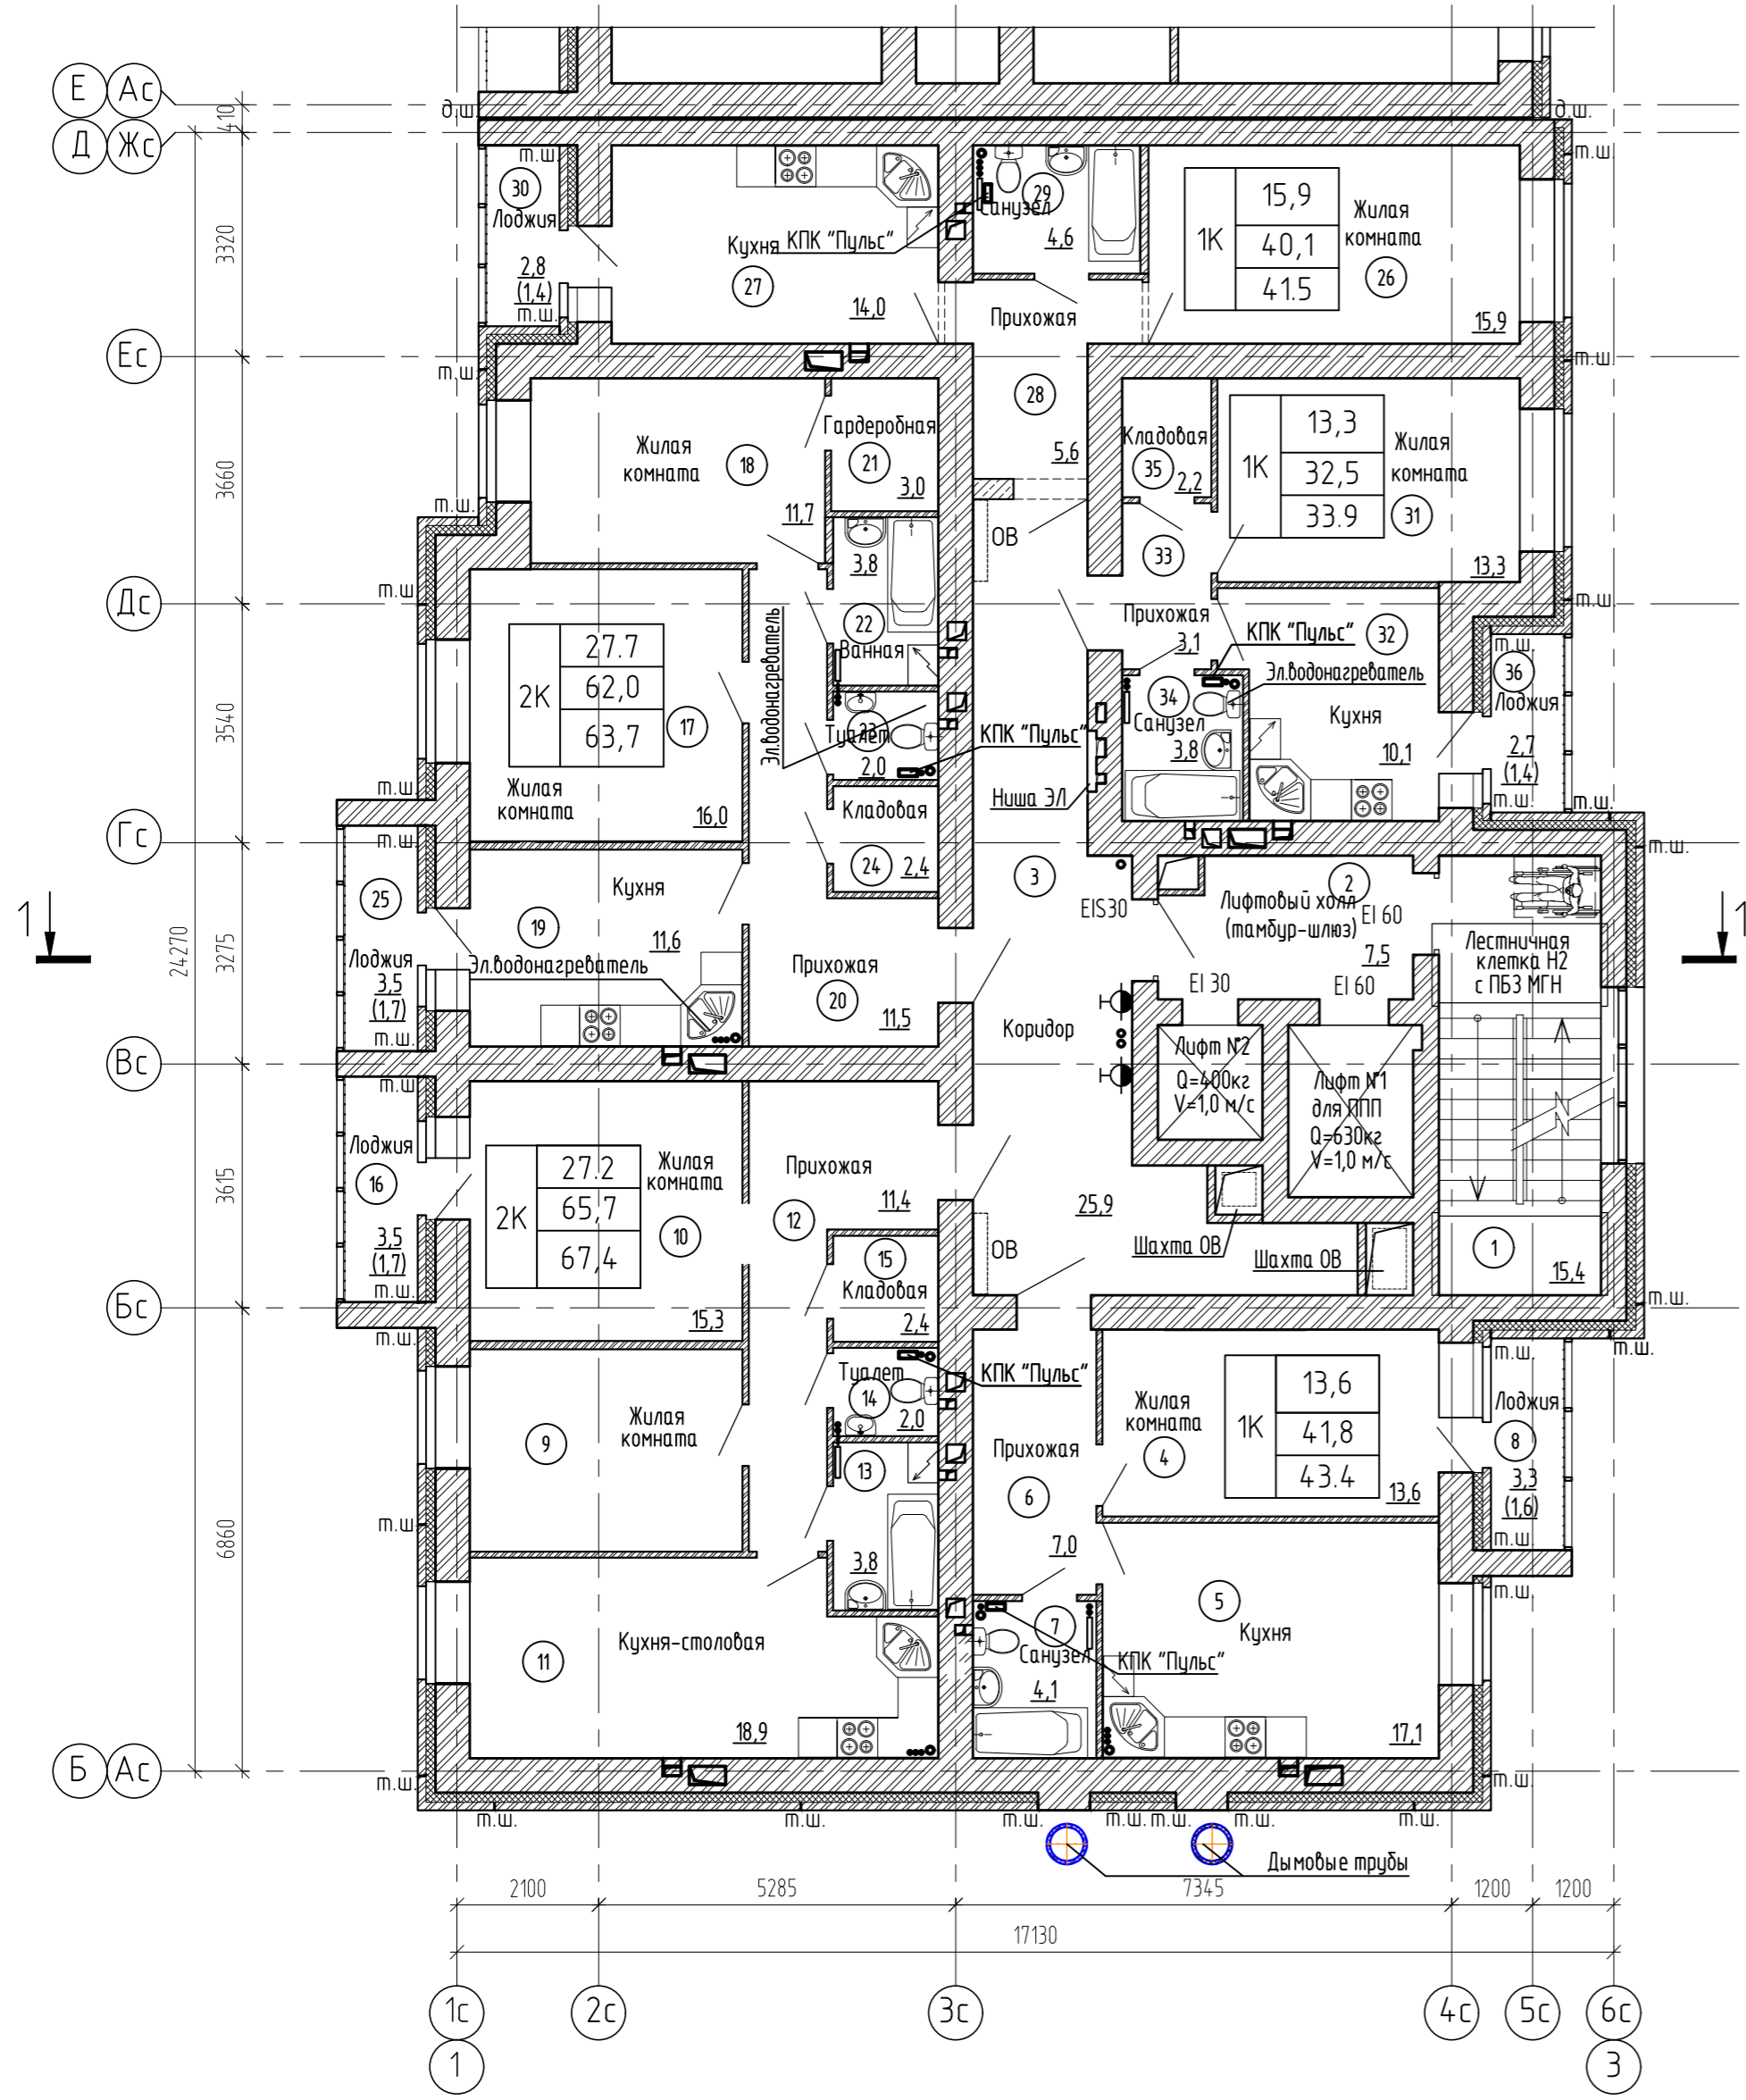 Е Ас
Д Жс
410
д.ш.
д.ш.
т.ш.
т.ш.
30
Лоджия
2,8
(1,4)
т.ш.
Кухня
КПК "Пульс"
27
14,0
29
Санузел
4,6
Прихожая
1К
15,9
40,1
41.5
Жилая
комната
26
15,9
3320
Ес
т.ш.
т.ш.
Жилая
комната
18
11,7
Гардеробная
21
3,0
28
5,6
Кладовая
35
2,2
1К
13,3
32,5
33.9
Жилая
комната
31
13,3
3660
т.ш.
ОВ
33
3,8
Дс
т.ш.
т.ш.
22
Ванная
Эл.водонагреватель
Прихожая
3,1
КПК "Пульс"
32
т.ш.
36
Лоджия
2К
27.7
62,0
63,7
17
Жилая
комната
16,0
23
Туалет
2,0
КПК "Пульс"
34
Санузел
3,8
Эл.водонагреватель
Кухня
10,1
2,7
(1,4)
т.ш.
т.ш.
3540
т.ш.
Ниша ЭЛ
Кладовая
24
2,4
Гс
т.ш.
т.ш.
3
2
Кухня
25
19
11,6
EIS30
Лифтовый холл
(тамбур-шлюз)
EI 60
7,5
1
1
Лестничная
клетка Н2
с ПБЗ МГН
24270
3275
Лоджия
3,5
(1,7)
т.ш.
Эл.водонагреватель
Прихожая
20
11,5
EI 30
EI 60
Коридор
Вс
т.ш.
Лифт №2
Q=400кг
V=1,0 м/с
Лифт №1
для ППП
Q=630кг
V=1,0 м/с
Лоджия
16
3,5
(1,7)
т.ш.
3615
2К
27.2
65,7
67,4
Жилая
комната
10
15,3
Прихожая
12
11,4
25,9
ОВ
Шахта ОВ
Шахта ОВ
1
15,4
15
Кладовая
2,4
Бс
т.ш.
т.ш.
т.ш.
т.ш.
Туалет
14
2,0
КПК "Пульс"
Жилая
комната
9
13
3,8
Прихожая
6
7,0
Жилая
комната
4
1К
13,6
41,8
43.4
13,6
Лоджия
8
3,3
(1,6)
т.ш.
6860
т.ш.
т.ш.
Кухня-столовая
11
18,9
7
Санузел
4,1
КПК "Пульс"
5
Кухня
17,1
Б Ас
т.ш.
т.ш.
т.ш.
т.ш.
т.ш.
т.ш.
т.ш.
т.ш.
т.ш.
Дымовые трубы
2100
5285
7345
1200
1200
17130
1с
2с
3с
4с
5с
6с
1
3